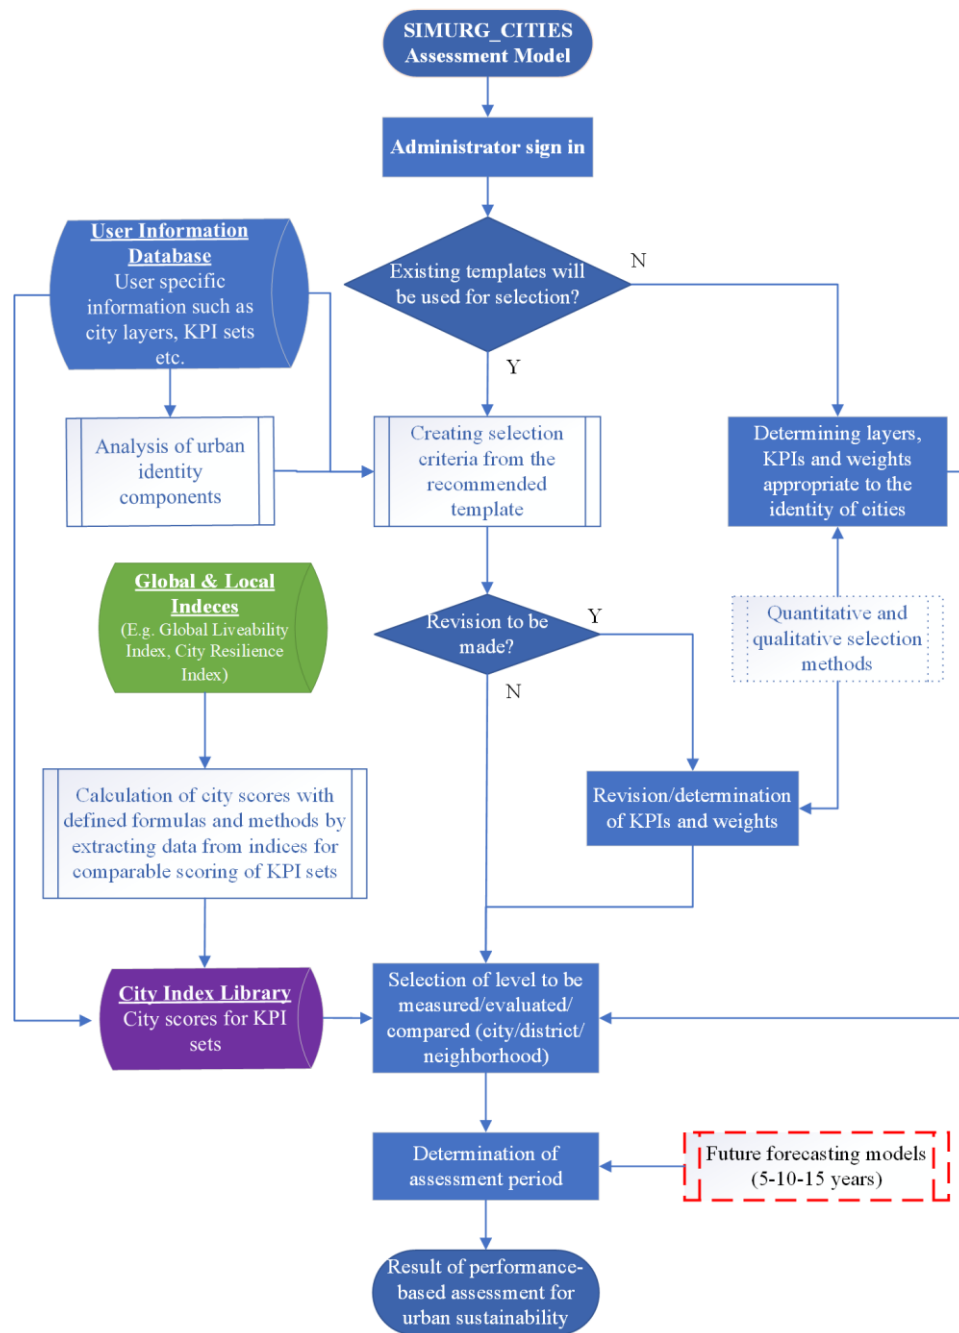 SIMURG_CITIES
Assessment Model
Administrator sign in
Existing templates will
be used for selection?
N
Y
User Information
Database
User specific
information such as
city layers, KPI sets
etc.
Analysis of urban
identity
components
Creating selection
criteria from the
recommended
template
Determining layers,
KPIs and weights
appropriate to the
identity of cities
Global & Local
Indeces
(E.g. Global Liveability
Index, City Resilience
Index)
Revision to be
made?
Y
N
Quantitative and
qualitative selection
methods
Calculation of city scores with
defined formulas and methods by
extracting data from indices for
comparable scoring of KPI sets
Revision/determination
of KPIs and weights
City Index Library
City scores for KPI
sets
Selection of level to be
measured/evaluated/
compared (city/district/
neighborhood)
Determination of
assessment period
Future forecasting models
(5-10-15 years)
Result of performance-
based assessment for
urban sustainability